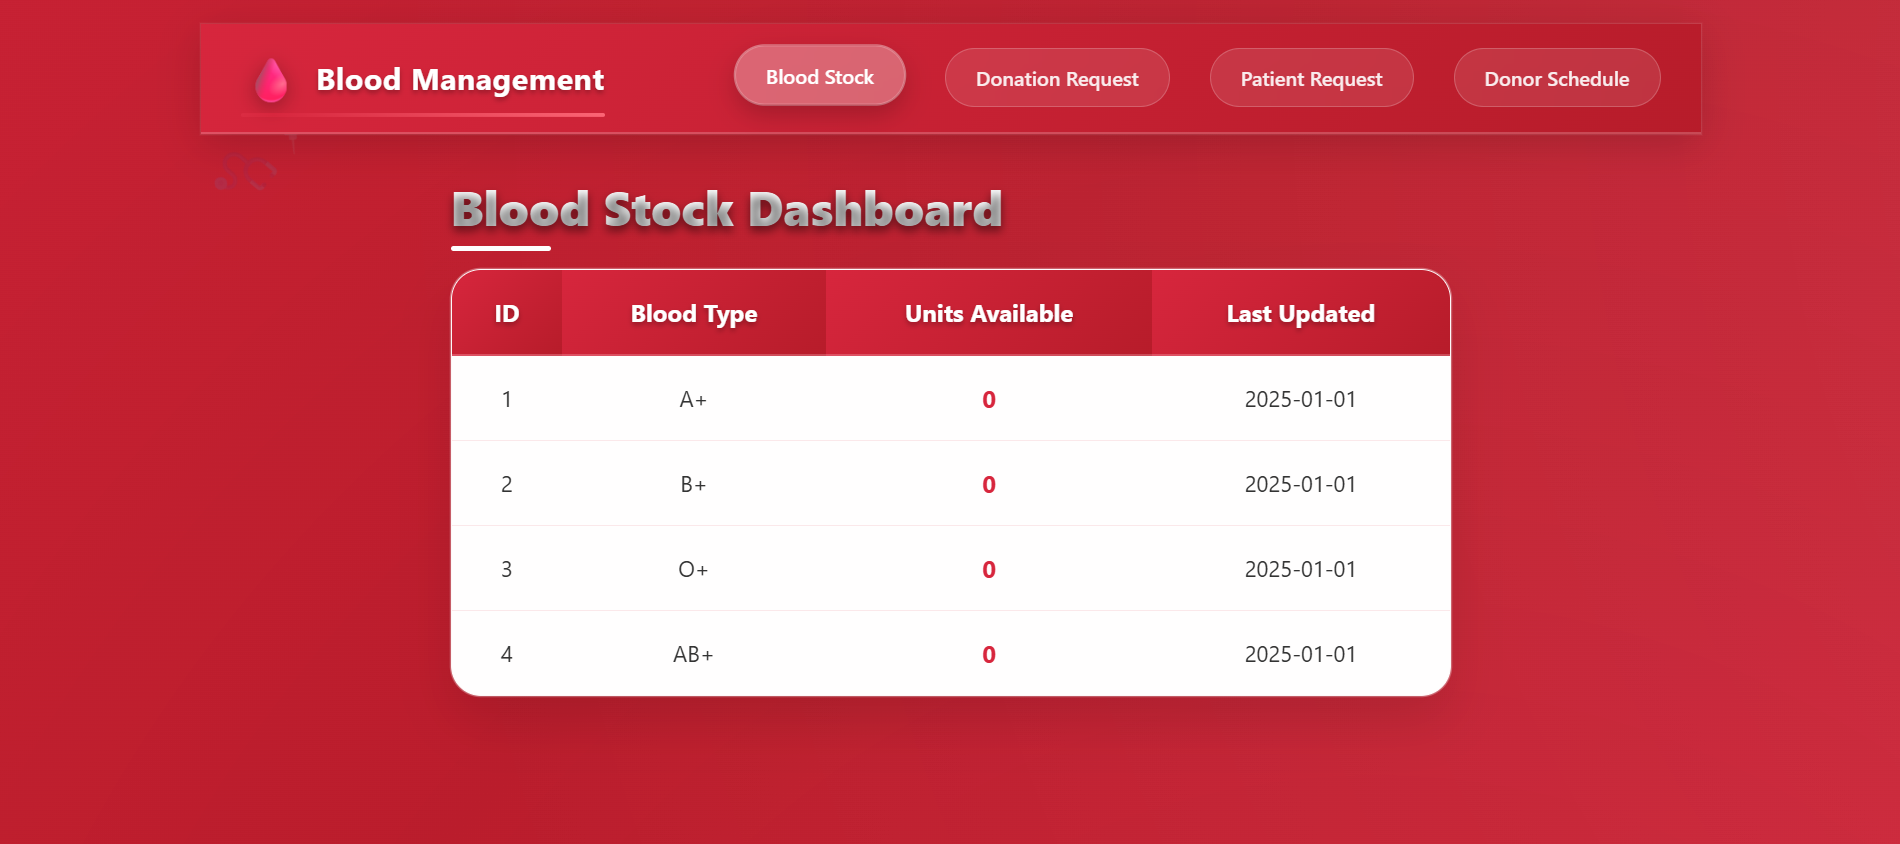 Blood Management
Blood Stock Donation Request Patient Request Donor Schedule
Blood Stock Dashboard
ID Blood Type Units Available Last Updated
1 A+ 0 2025-01-01
2 B+ 0 2025-01-01
3 O+ 0 2025-01-01
4 AB+ 0 2025-01-01